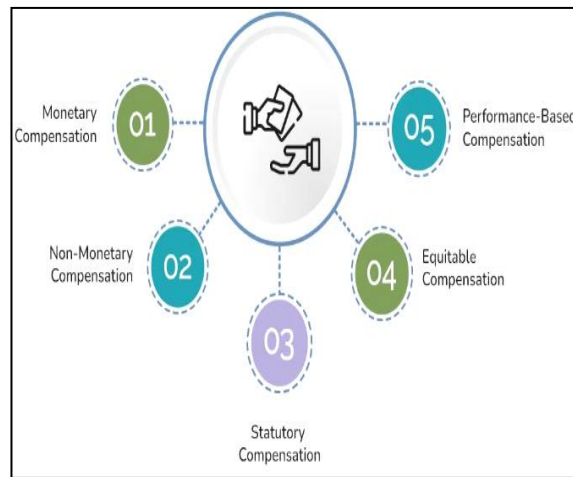 01
Monetary
Compensation
02
Non-Monetary
Compensation
03
Statutory
Compensation
04
Equitable
Compensation
05
Performance-Based
Compensation